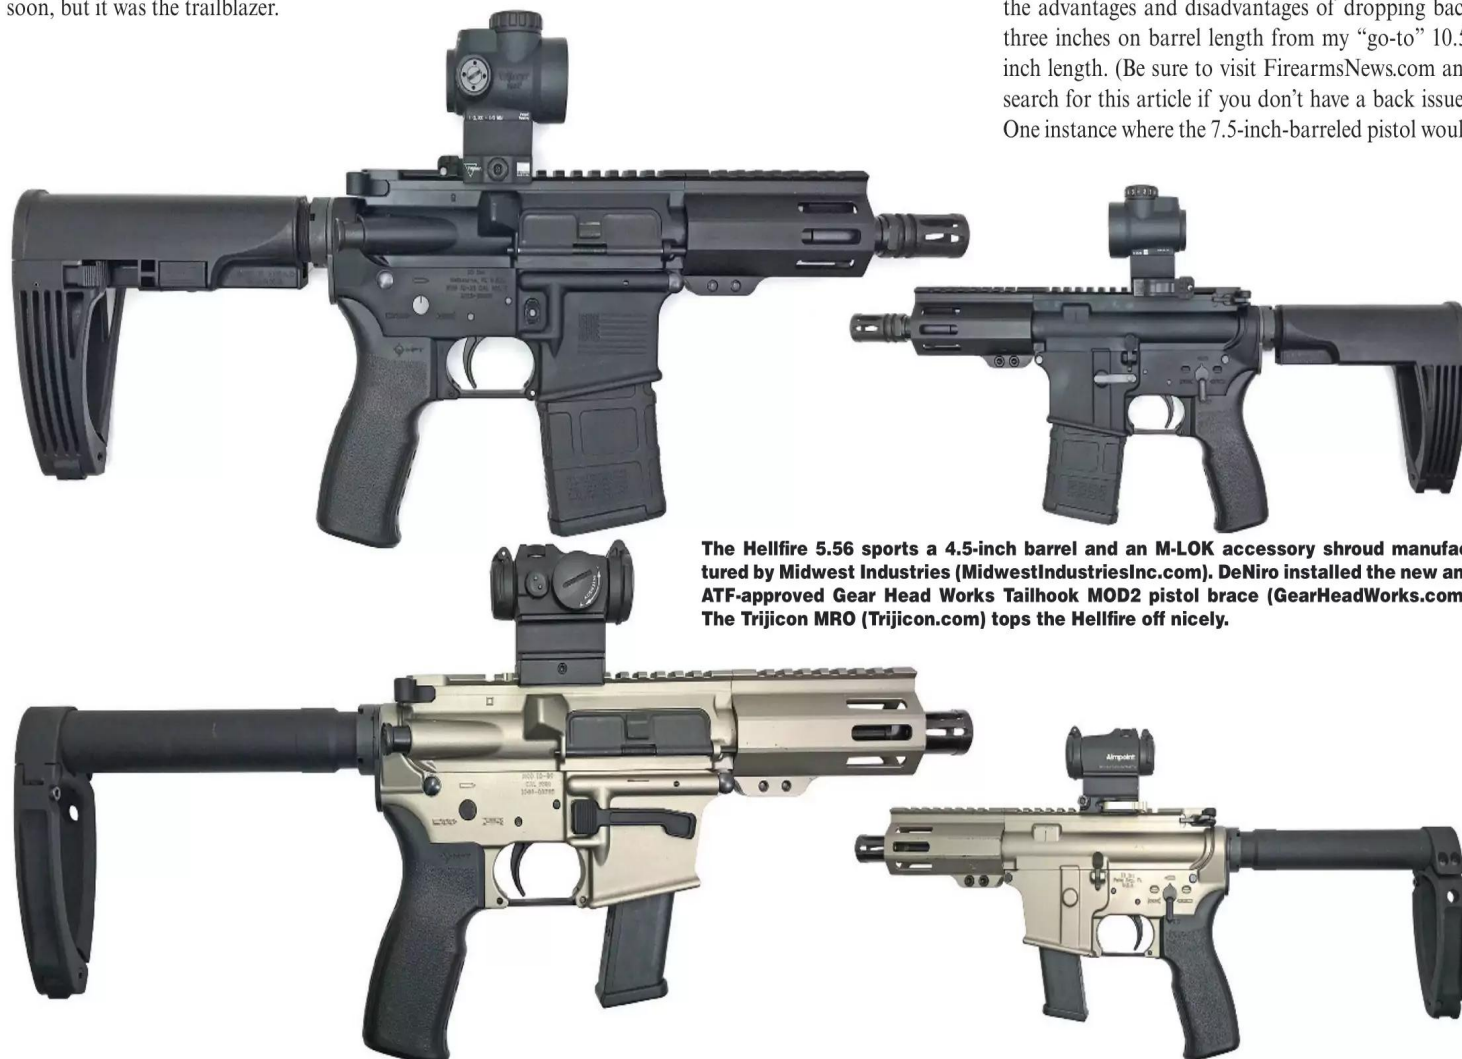 soon, but it was the trailblazer.
the advantages and disadvantages of dropping bac
three inches on barrel length from my “go-to” 10.5
inch length. (Be sure to visit FirearmsNews.com an
search for this article if you don’t have a back issue
One instance where the 7.5-inch-barreled pistol woul
The Hellfire 5.56 sports a 4.5-inch barrel and an M-LOK accessory shroud manufac
tured by Midwest Industries (MidwestIndustriesInc.com). DeNiro installed the new an
ATF-approved Gear Head Works Tailhook MOD2 pistol brace (GearHeadWorks.com
The Trijicon MRO (Trijicon.com) tops the Hellfire off nicely.
Aimpoint